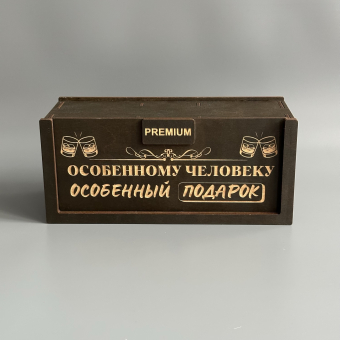 PREMIUM
ОСОБЕННОМУ ЧЕЛОВЕКУ
ОСОБЕННЫЙ ПОДАРОК